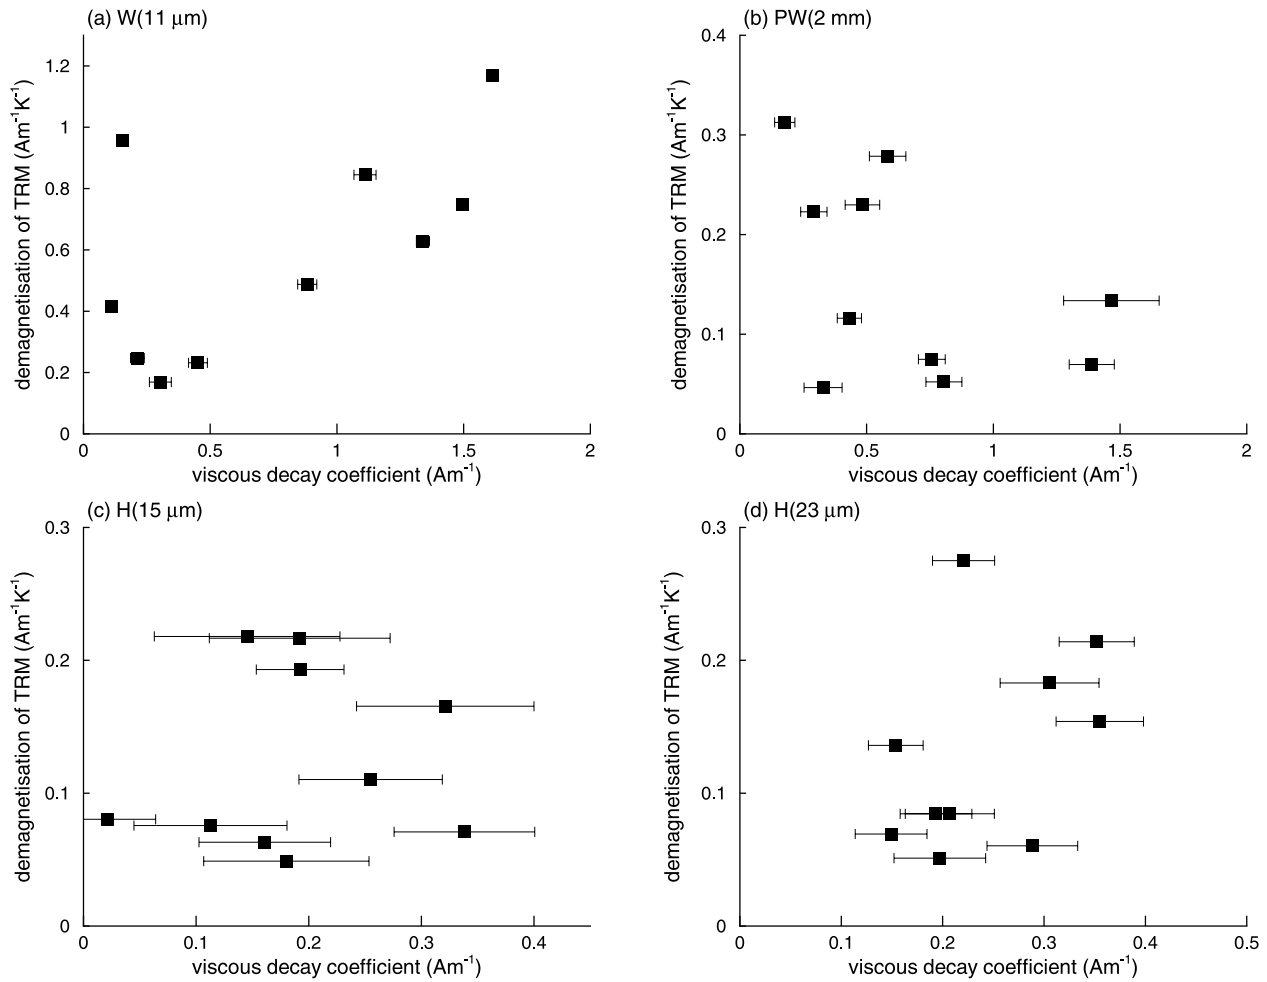 (a) W(11 μm)
demagnetisation of TRM (Am⁻¹K⁻¹)
1.2
1
0.8
0.6
0.4
0.2
0
0 0.5 1 1.5 2
viscous decay coefficient (Am⁻¹)
(b) PW(2 mm)
demagnetisation of TRM (Am⁻¹K⁻¹)
0.4
0.3
0.2
0.1
0
0 0.5 1 1.5 2
viscous decay coefficient (Am⁻¹)
(c) H(15 μm)
demagnetisation of TRM (Am⁻¹K⁻¹)
0.3
0.2
0.1
0
0 0.1 0.2 0.3 0.4
viscous decay coefficient (Am⁻¹)
(d) H(23 μm)
demagnetisation of TRM (Am⁻¹K⁻¹)
0.3
0.2
0.1
0
0 0.1 0.2 0.3 0.4 0.5
viscous decay coefficient (Am⁻¹)